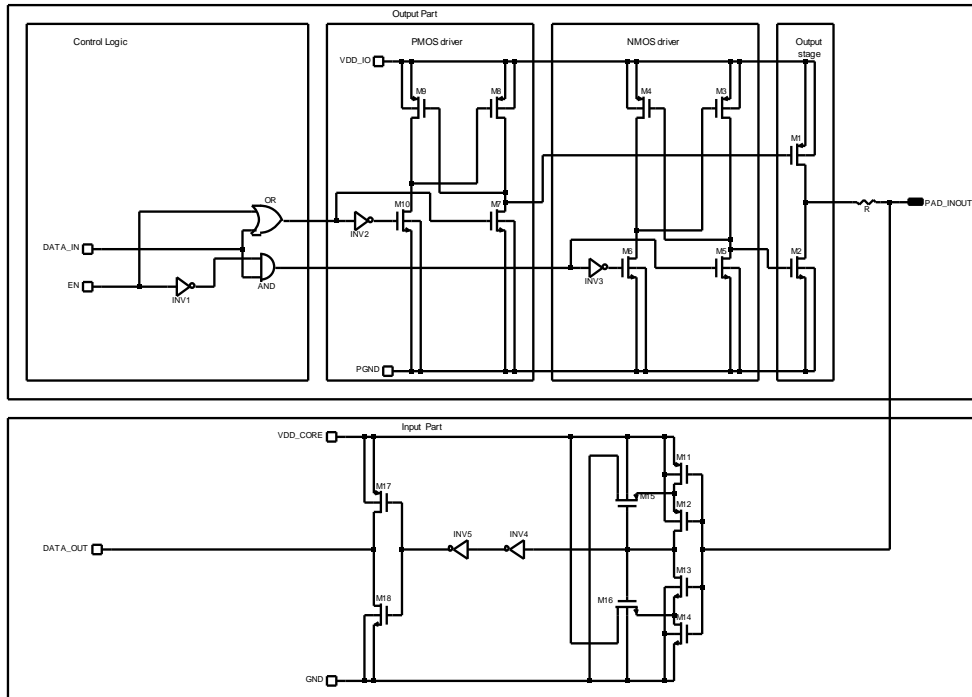 Output Part
Control Logic
PMOS driver
NMOS driver
Output
stage
VDD_IO
M9
M8
M4
M3
M1
OR
M10
M7
PAD_INOUT
R
INV2
DATA_IN
M6
M5
M2
EN
INV1
AND
INV3
PGND
Input Part
VDD_CORE
M11
M17
M15
M12
INV5
INV4
DATA_OUT
M13
M18
M16
M14
GND